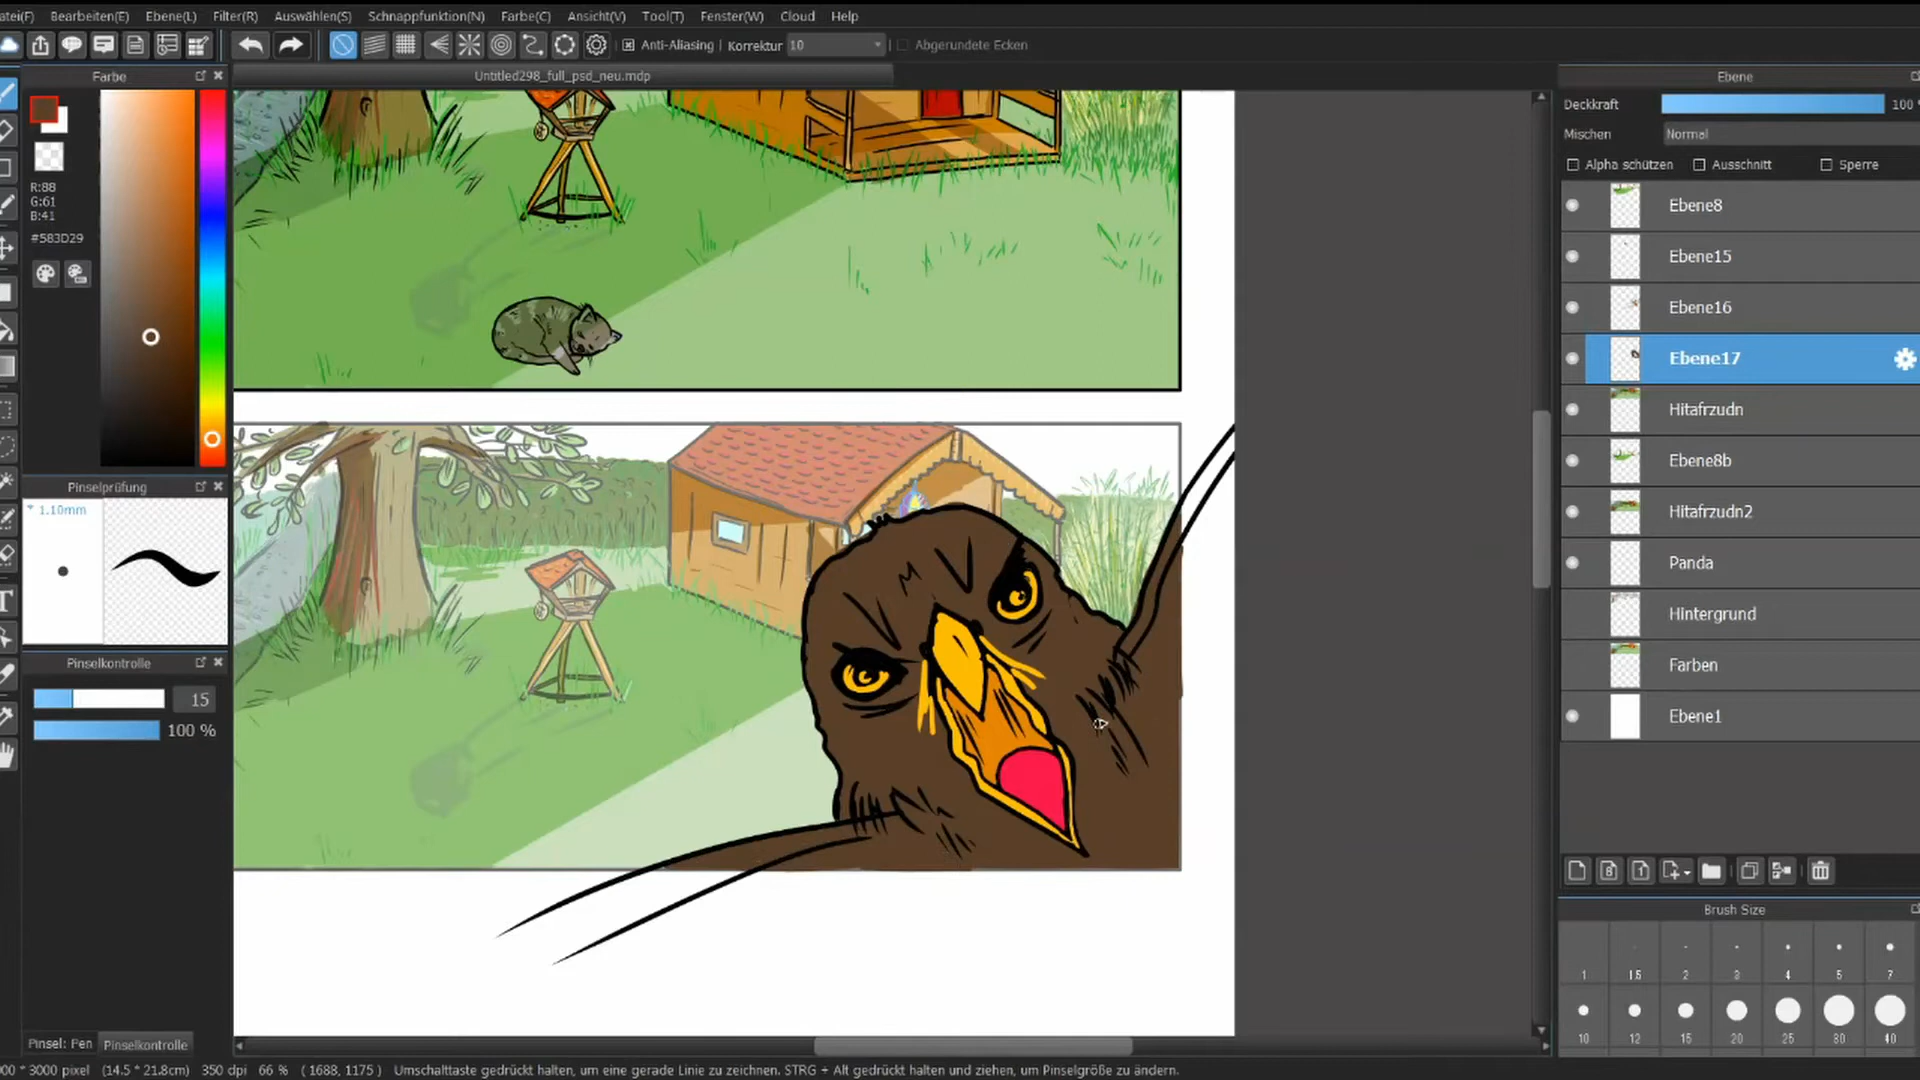 atei(F) Bearbeiten(E) Ebene(L) Filter(R) Auswählen(S) Schnappfunktion(N) Farbe(C) Ansicht(V) Tool(T) Fenster(W) Cloud Help
Anti-Aliasing Korrektur 10 Abgerundete Ecken
Farbe
Untitled298_full_psd_neu.mdp
Ebene
Deckkraft 100
Mischen Normal
Alpha schützen Ausschnitt Sperre
R:88
G:61
B:41
#583D29
Ebene8
Ebene15
Ebene16
Ebene17
Hitafrzudn
Ebene8b
Hitafrzudn2
Panda
Hintergrund
Farben
Ebene1
Pinselprüfung
* 1.10mm
Pinselkontrolle
15
100 %
Brush Size
1 1.5 2 3 4 5 7
10 12 15 20 25 30 40
Pinsel: Pen Pinselkontrolle
00 * 3000 pixel (14.5 * 21.8cm) 350 dpi 66 % ( 1688, 1175 ) Umschalttaste gedrückt halten, um eine gerade Linie zu zeichnen. STRG + Alt gedrückt halten und ziehen, um Pinselgröße zu ändern.